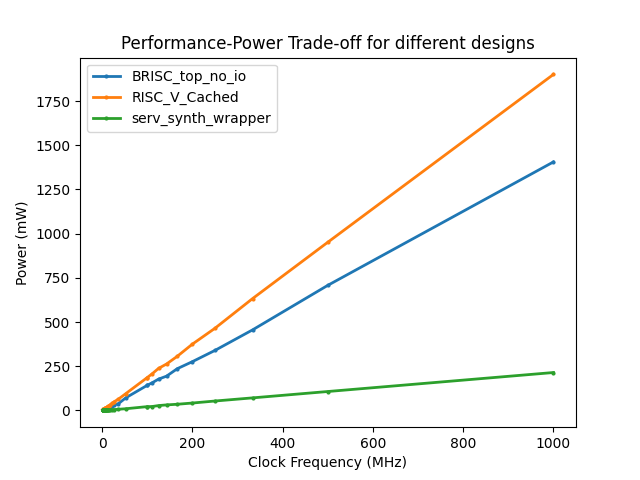 Performance-Power Trade-off for different designs
BRISC_top_no_io
RISC_V_Cached
serv_synth_wrapper
1750
1500
1250
1000
750
500
250
0
Power (mW)
0 200 400 600 800 1000
Clock Frequency (MHz)